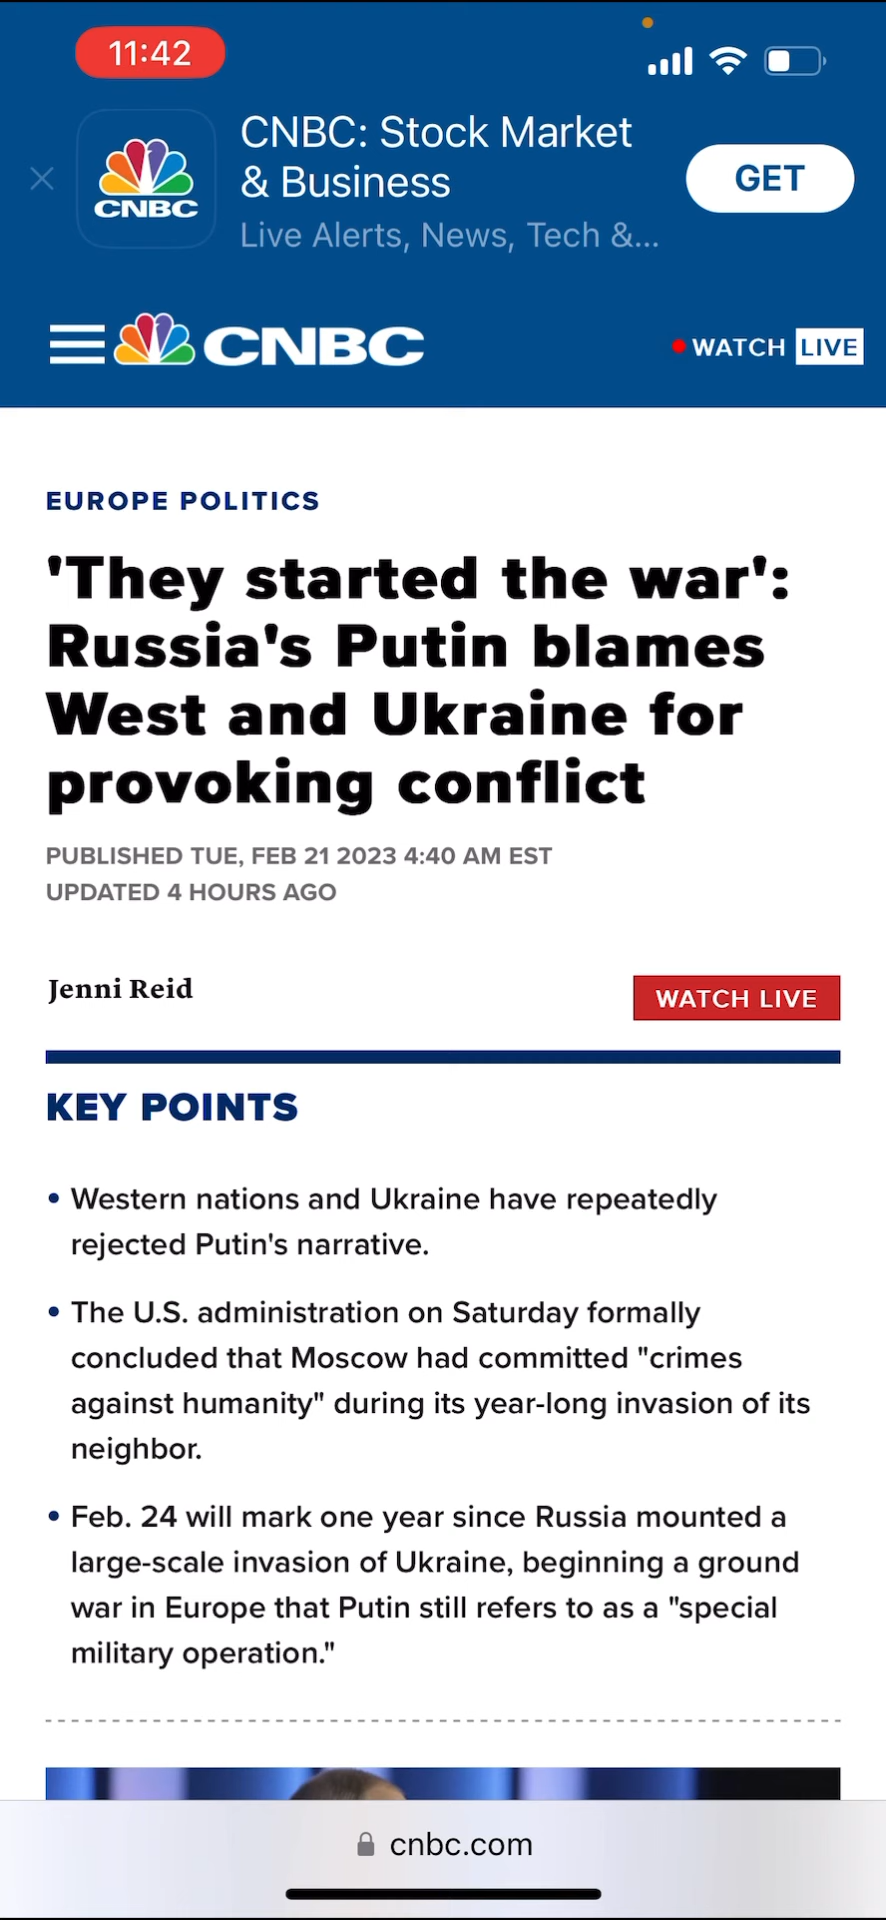 11:42
CNBC: Stock Market
& Business
GET
CNBC
Live Alerts, News, Tech &...
CNBC
WATCH LIVE
EUROPE POLITICS
'They started the war':
Russia's Putin blames
West and Ukraine for
provoking conflict
PUBLISHED TUE, FEB 21 2023 4:40 AM EST
UPDATED 4 HOURS AGO
Jenni Reid
WATCH LIVE
KEY POINTS
• Western nations and Ukraine have repeatedly
rejected Putin's narrative.
• The U.S. administration on Saturday formally
concluded that Moscow had committed "crimes
against humanity" during its year-long invasion of its
neighbor.
• Feb. 24 will mark one year since Russia mounted a
large-scale invasion of Ukraine, beginning a ground
war in Europe that Putin still refers to as a "special
military operation."
cnbc.com